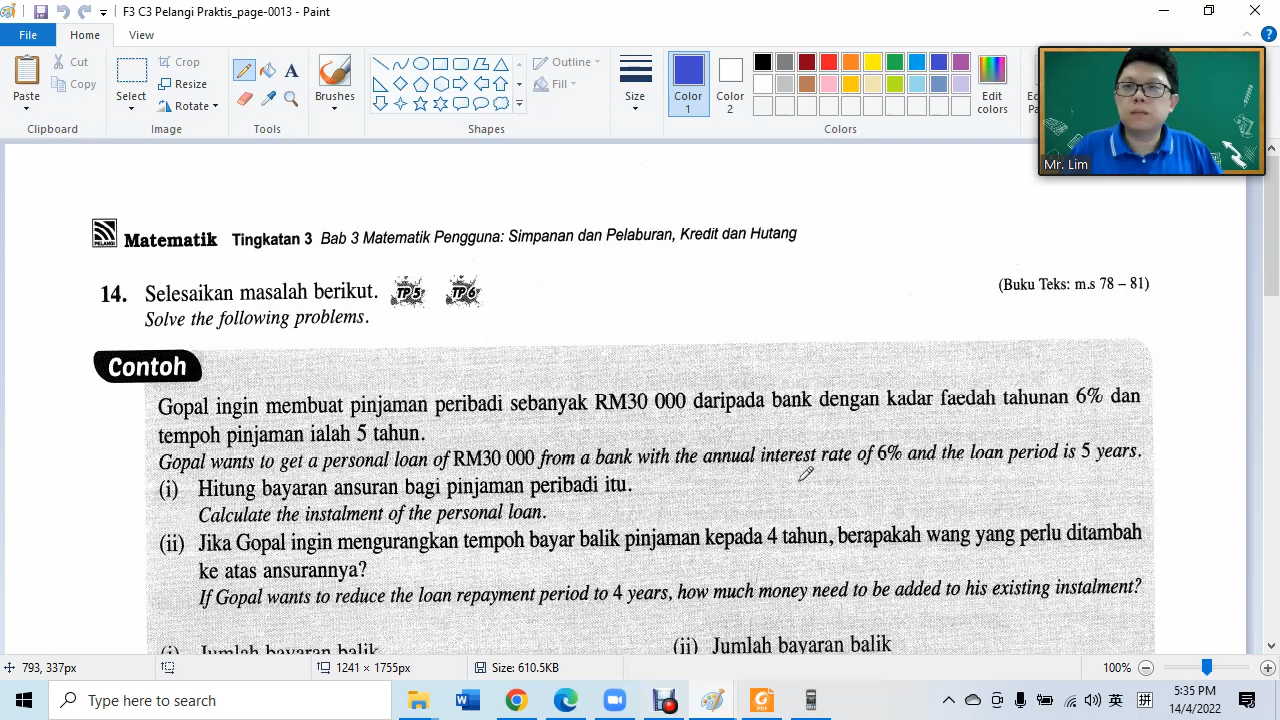 F3 C3 Pelangi Praktis_page-0013 - Paint
File Home View
Paste
Cut
Copy
Clipboard
Select
Crop
Resize
Rotate
Image
A
Tools
Brushes
Outline
Fill
Shapes
Size
Color 1
Color 2
Edit colors
Colors
Mr. Lim
PELANGI
Matematik Tingkatan 3 Bab 3 Matematik Pengguna: Simpanan dan Pelaburan, Kredit dan Hutang
14. Selesaikan masalah berikut. TP5 TP6 (Buku Teks: m.s 78 – 81)
Solve the following problems.
Contoh
Gopal ingin membuat pinjaman peribadi sebanyak RM30 000 daripada bank dengan kadar faedah tahunan 6% dan
tempoh pinjaman ialah 5 tahun.
Gopal wants to get a personal loan of RM30 000 from a bank with the annual interest rate of 6% and the loan period is 5 years.
(i) Hitung bayaran ansuran bagi pinjaman peribadi itu.
Calculate the instalment of the personal loan.
(ii) Jika Gopal ingin mengurangkan tempoh bayar balik pinjaman kepada 4 tahun, berapakah wang yang perlu ditambah
ke atas ansurannya?
If Gopal wants to reduce the loan repayment period to 4 years, how much money need to be added to his existing instalment?
(i) Jumlah bayaran balik (ii) Jumlah bayaran balik
793, 337px 1241 × 1755px Size: 610.5KB 100%
Type here to search
英 拼
5:35 PM
14/4/2022